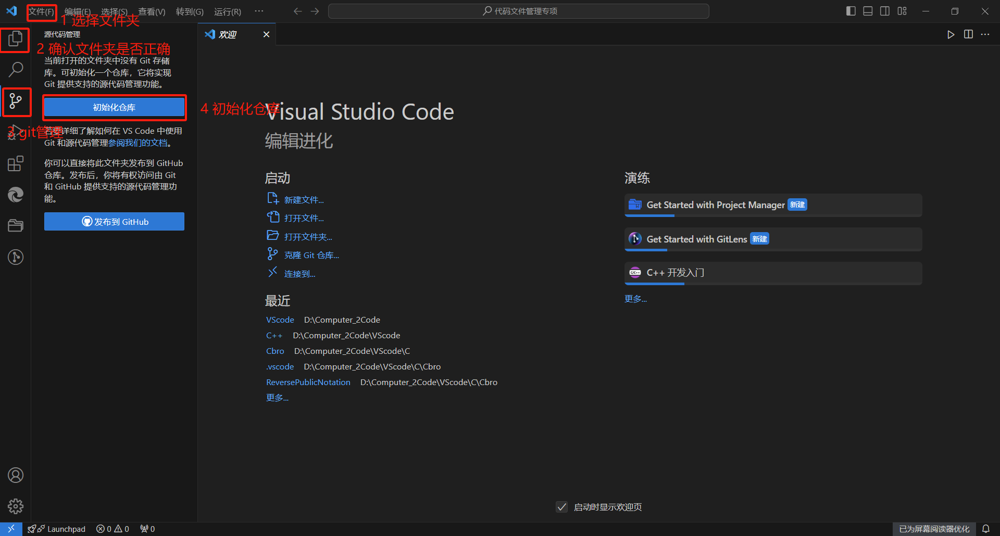 文件(F) 编辑(E) 选择(S) 查看(V) 转到(G) 运行(R) ···
代码文件管理专项
1 选择文件夹
源代码管理
欢迎
2 确认文件夹是否正确
当前打开的文件夹中没有 Git 存储
库。可初始化一个仓库，它将实现
Git 提供支持的源代码管理功能。
初始化仓库
4 初始化仓库
3 git管理
若要详细了解如何在 VS Code 中使用
Git 和源代码管理参阅我们的文档。
你可以直接将此文件夹发布到 GitHub
仓库。发布后，你将有权访问由 Git
和 GitHub 提供支持的源代码管理功
能。
发布到 GitHub
Visual Studio Code
编辑进化
启动
新建文件...
打开文件...
打开文件夹...
克隆 Git 仓库...
连接到...
最近
VScode D:\Computer_2Code
C++ D:\Computer_2Code\VScode
Cbro D:\Computer_2Code\VScode\C
.vscode D:\Computer_2Code\VScode\C\Cbro
ReversePublicNotation D:\Computer_2Code\VScode\C\Cbro
更多...
演练
Get Started with Project Manager 新建
Get Started with GitLens 新建
C/C++ C++ 开发入门
更多...
启动时显示欢迎页
Launchpad 0 0 0
已为屏幕阅读器优化